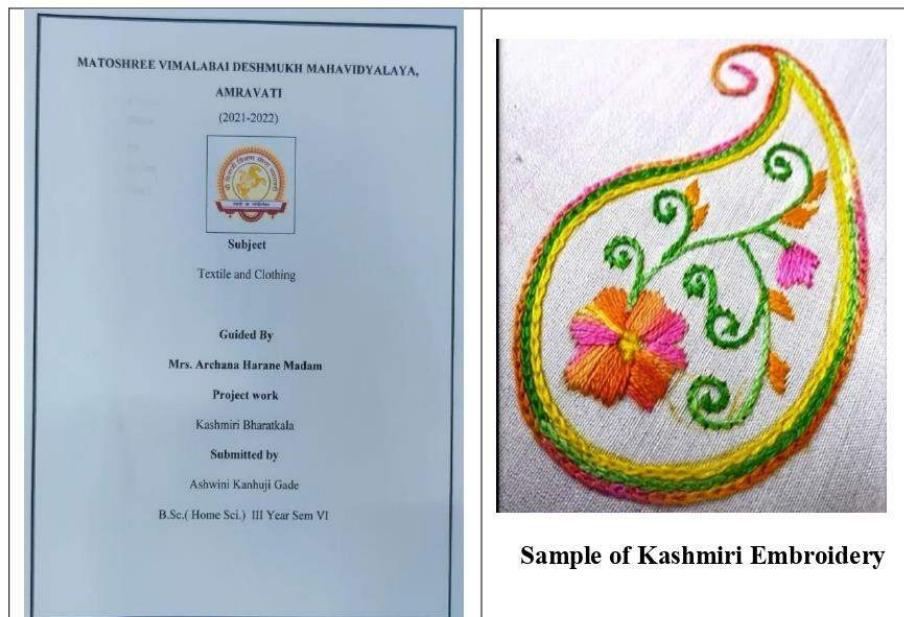 MATOSHREE VIMALABAI DESHMUKH MAHAVIDYALAYA,
AMRAVATI
(2021-2022)
Subject
Textile and Clothing
Guided By
Mrs. Archana Harane Madam
Project work
Kashmiri Bharatkala
Submitted by
Ashwini Kanhuji Gade
B.Sc.( Home Sci.) III Year Sem VI
Sample of Kashmiri Embroidery